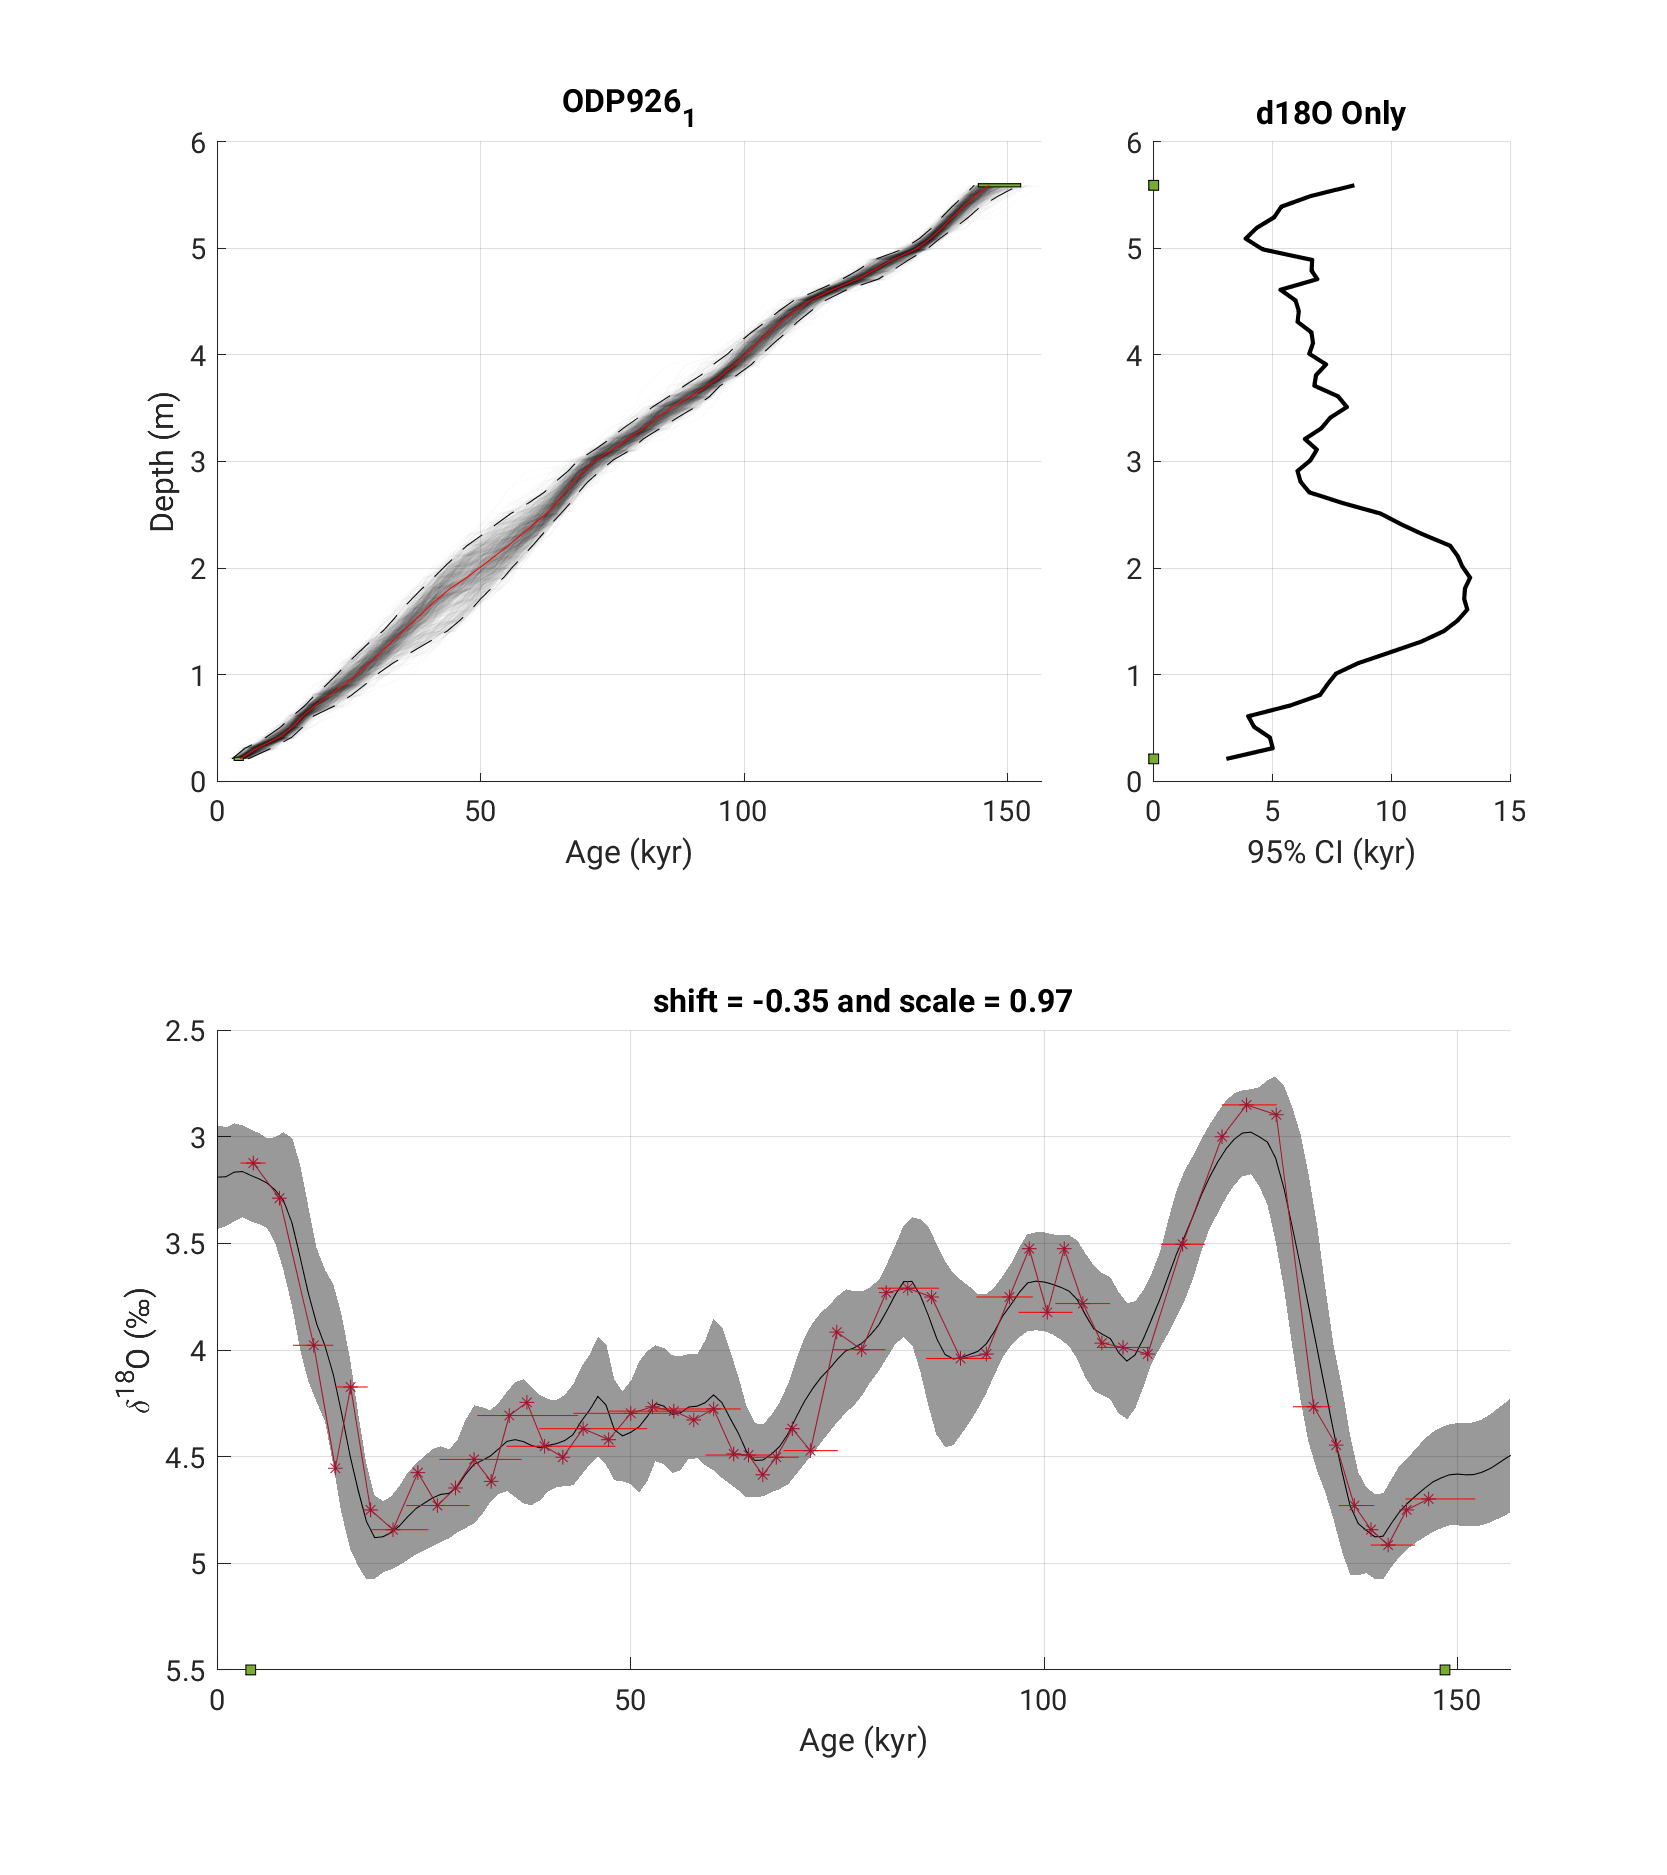 ODP926₁
6
5
4
3
2
1
0
Depth (m)
0 50 100 150
Age (kyr)
d18O Only
6
5
4
3
2
1
0
0 5 10 15
95% CI (kyr)
shift = -0.35 and scale = 0.97
2.5
3
3.5
4
4.5
5
5.5
δ¹⁸O (‰)
0 50 100 150
Age (kyr)